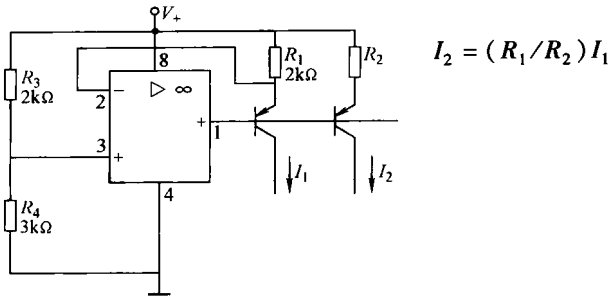 V₊
8
R₁
2kΩ
R₂
I₂ = (R₁/R₂)I₁
R₃
2kΩ
2
−
▷ ∞
+
1
3
+
I₁
I₂
4
R₄
3kΩ